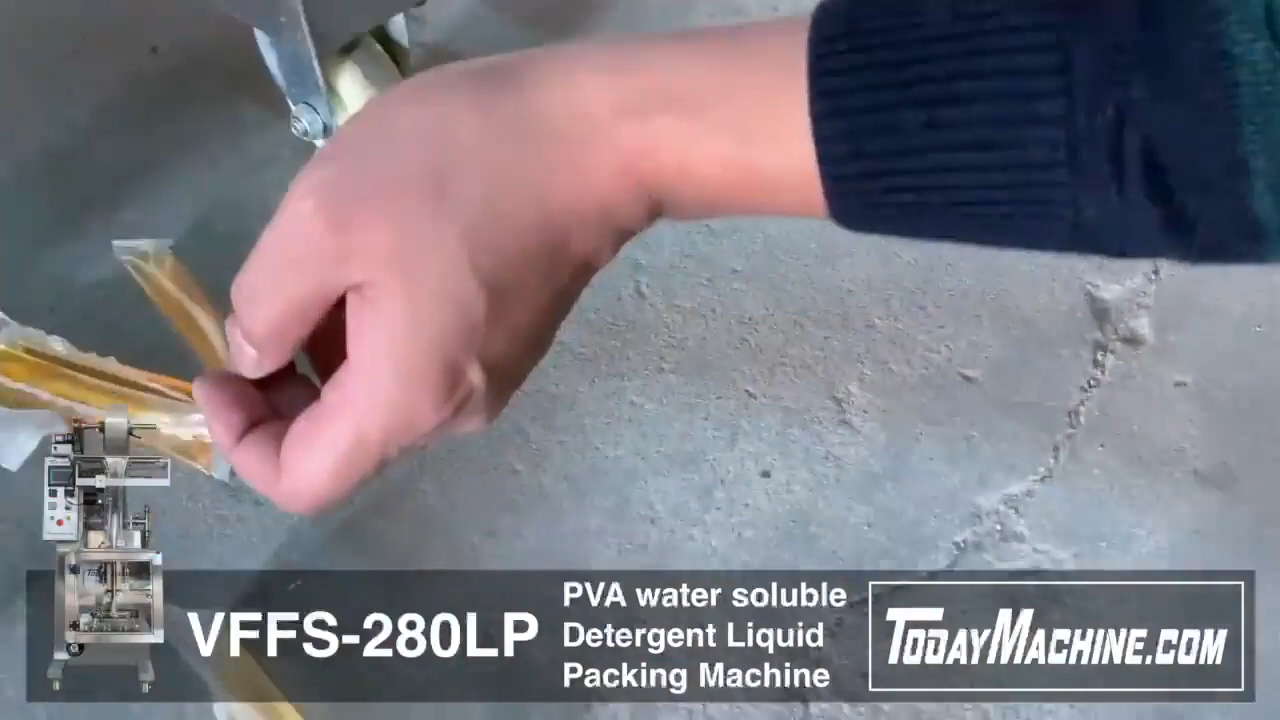 VFFS-280LP
PVA water soluble
Detergent Liquid
Packing Machine
TODAYMACHINE.COM